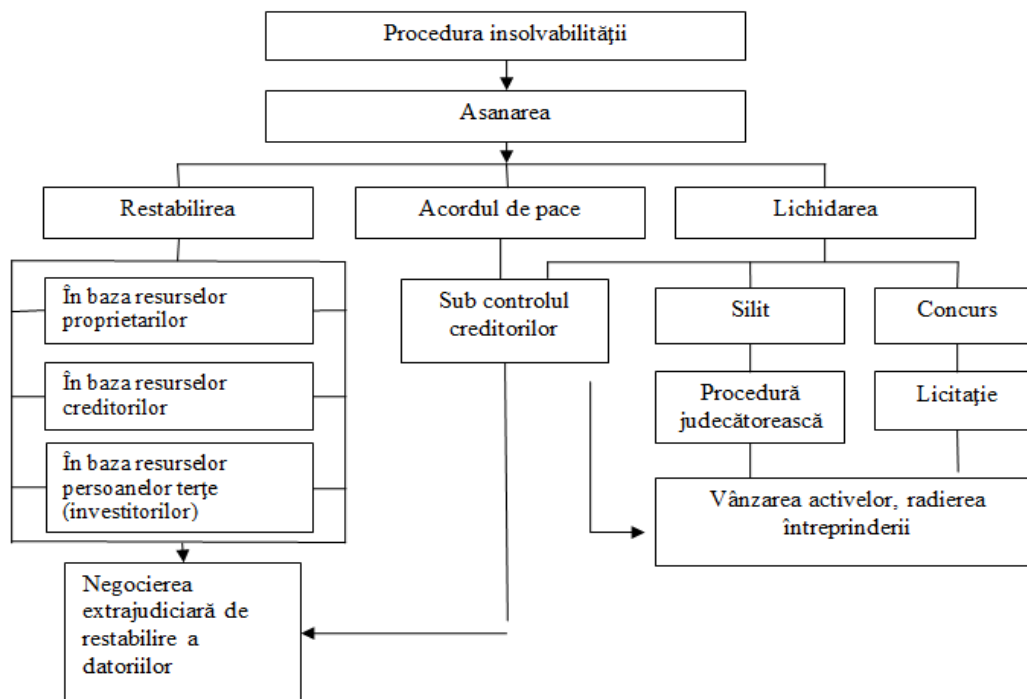 Procedura insolvabilităţii
Asanarea
Restabilirea
Acordul de pace
Lichidarea
În baza resurselor
proprietarilor
În baza resurselor
creditorilor
În baza resurselor
persoanelor terţe
(investitorilor)
Sub controlul
creditorilor
Silit
Concurs
Procedură
judecătorească
Licitaţie
Vânzarea activelor, radierea
întreprinderii
Negocierea
extrajudiciară de
restabilire a
datoriilor